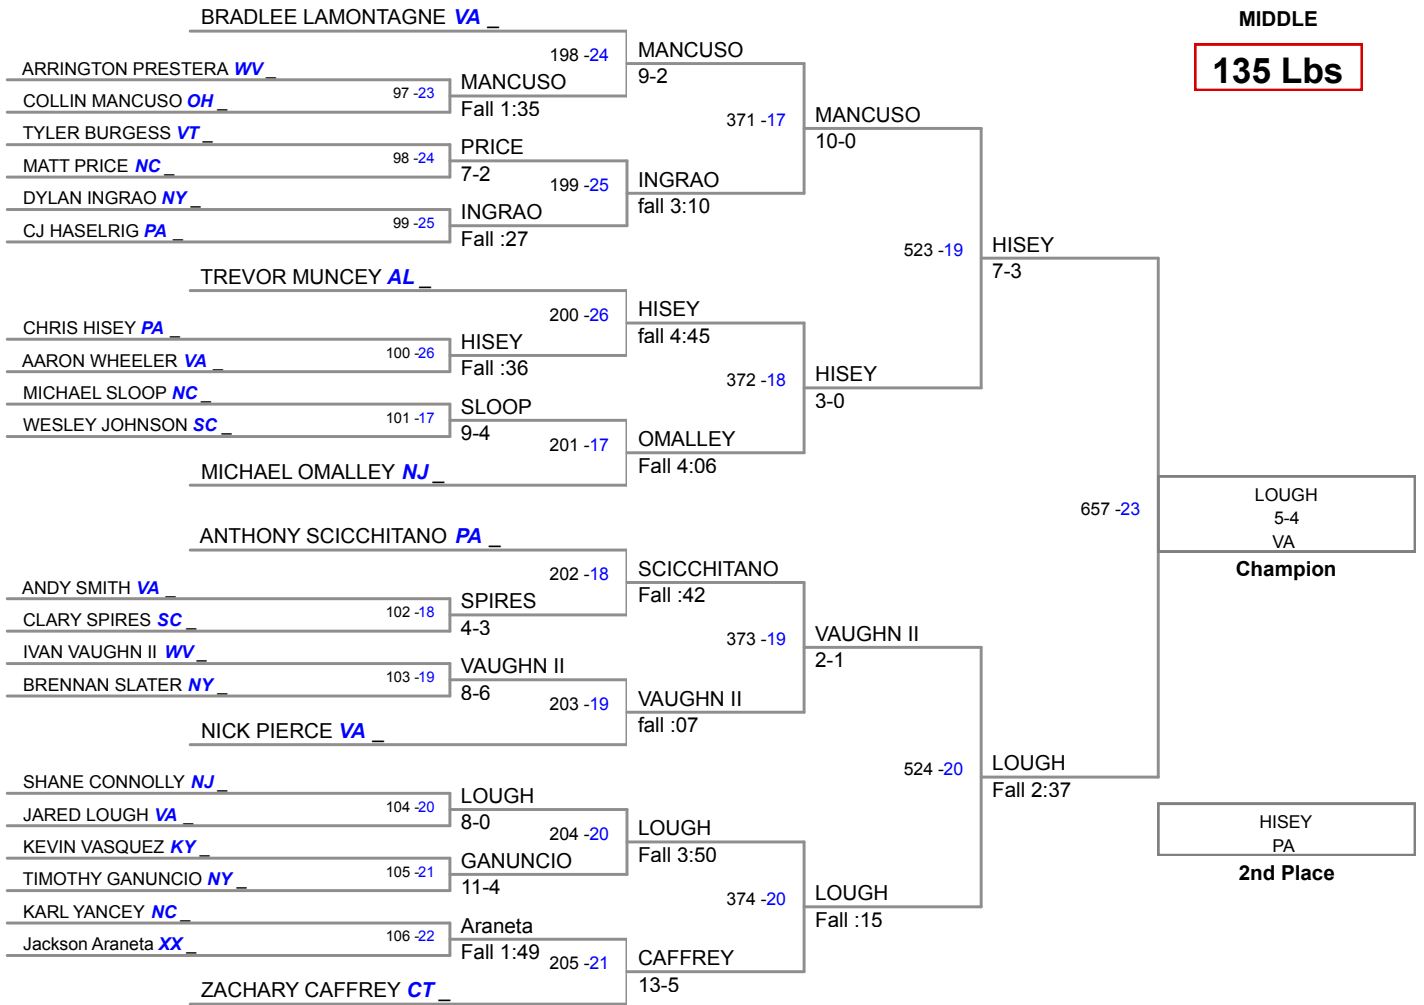 BRADLEE LAMONTAGNE VA _
MIDDLE
135 Lbs
198 -24
MANCUSO
9-2
ARRINGTON PRESTERA WV _
COLLIN MANCUSO OH _
97 -23
MANCUSO
Fall 1:35
371 -17
MANCUSO
10-0
TYLER BURGESS VT _
MATT PRICE NC _
98 -24
PRICE
7-2
199 -25
INGRAO
fall 3:10
DYLAN INGRAO NY _
CJ HASELRIG PA _
99 -25
INGRAO
Fall :27
523 -19
HISEY
7-3
TREVOR MUNCEY AL _
200 -26
HISEY
fall 4:45
CHRIS HISEY PA _
AARON WHEELER VA _
100 -26
HISEY
Fall :36
372 -18
HISEY
3-0
MICHAEL SLOOP NC _
WESLEY JOHNSON SC _
101 -17
SLOOP
9-4
201 -17
OMALLEY
Fall 4:06
MICHAEL OMALLEY NJ _
657 -23
LOUGH
5-4
VA
Champion
ANTHONY SCICCHITANO PA _
202 -18
SCICCHITANO
Fall :42
ANDY SMITH VA _
CLARY SPIRES SC _
102 -18
SPIRES
4-3
373 -19
VAUGHN II
2-1
IVAN VAUGHN II WV _
BRENNAN SLATER NY _
103 -19
VAUGHN II
8-6
203 -19
VAUGHN II
fall :07
NICK PIERCE VA _
524 -20
LOUGH
Fall 2:37
SHANE CONNOLLY NJ _
JARED LOUGH VA _
104 -20
LOUGH
8-0
204 -20
LOUGH
Fall 3:50
KEVIN VASQUEZ KY _
TIMOTHY GANUNCIO NY _
105 -21
GANUNCIO
11-4
374 -20
LOUGH
Fall :15
HISEY
PA
2nd Place
KARL YANCEY NC _
Jackson Araneta XX _
106 -22
Araneta
Fall 1:49
205 -21
CAFFREY
13-5
ZACHARY CAFFREY CT _